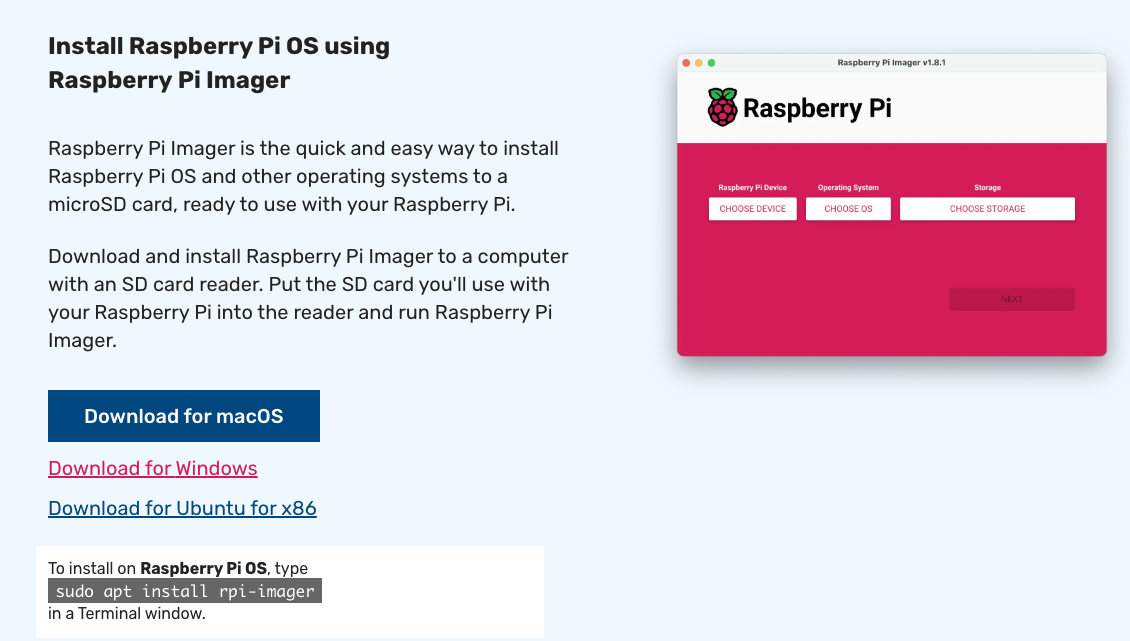 Install Raspberry Pi OS using
Raspberry Pi Imager
Raspberry Pi Imager is the quick and easy way to install
Raspberry Pi OS and other operating systems to a
microSD card, ready to use with your Raspberry Pi.
Download and install Raspberry Pi Imager to a computer
with an SD card reader. Put the SD card you'll use with
your Raspberry Pi into the reader and run Raspberry Pi
Imager.
Download for macOS
Download for Windows
Download for Ubuntu for x86
To install on Raspberry Pi OS, type
sudo apt install rpi-imager
in a Terminal window.
Raspberry Pi Imager v1.8.1
Raspberry Pi
Raspberry Pi Device
Operating System
Storage
CHOOSE DEVICE
CHOOSE OS
CHOOSE STORAGE
NEXT